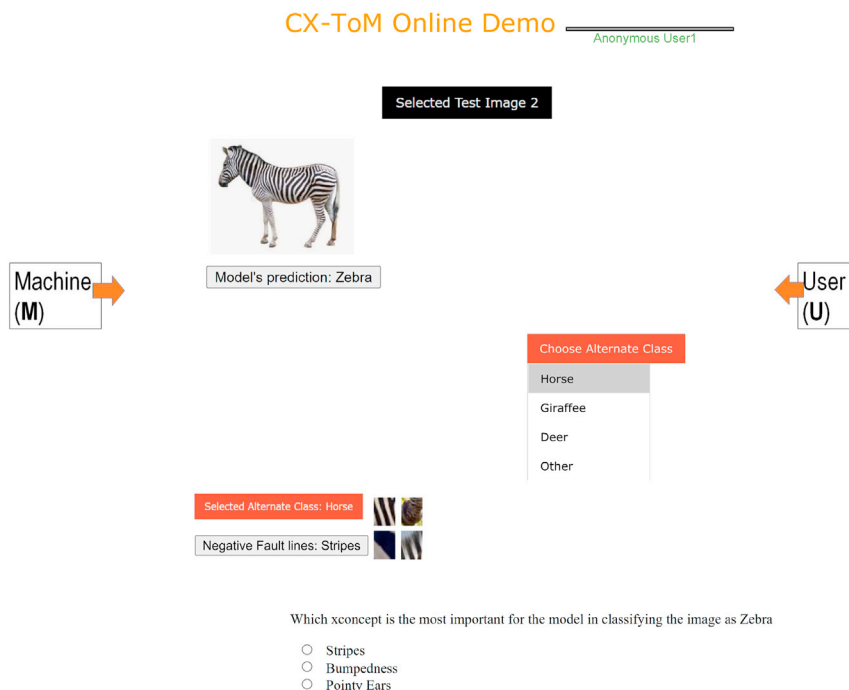 CX-ToM Online Demo
Anonymous User1
Selected Test Image 2
Machine
(M)
Model's prediction: Zebra
User
(U)
Choose Alternate Class
Horse
Giraffee
Deer
Other
Selected Alternate Class: Horse
Negative Fault lines: Stripes
Which xconcept is the most important for the model in classifying the image as Zebra
Stripes
Bumpedness
Pointy Ears